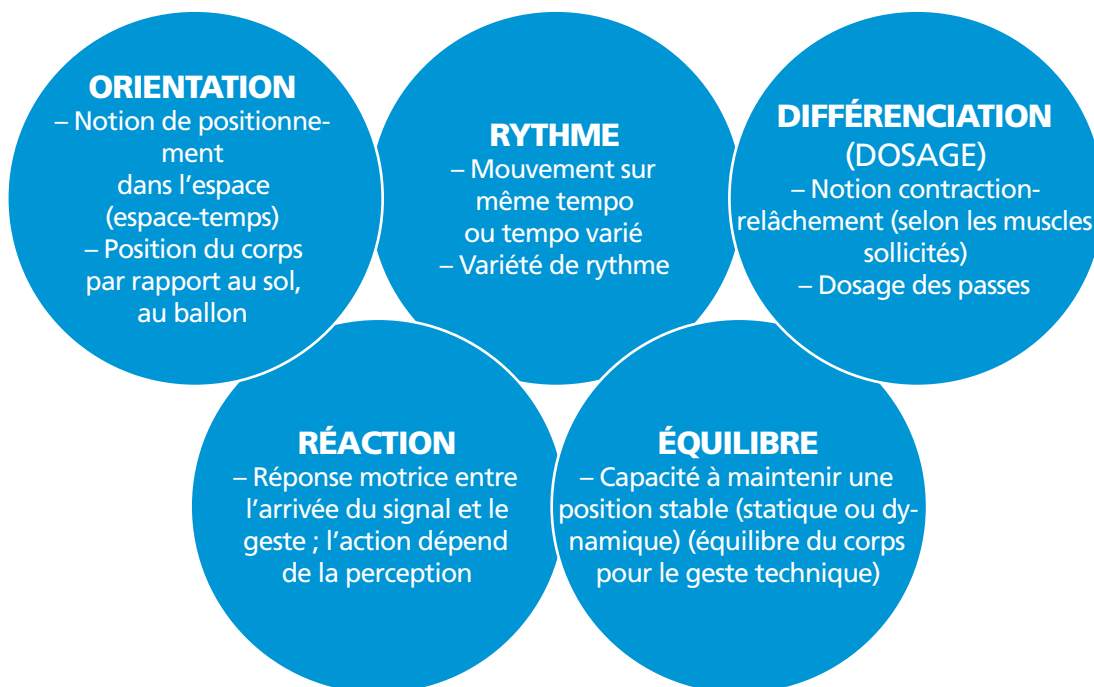 ORIENTATION
– Notion de positionne-
ment
dans l’espace
(espace-temps)
– Position du corps
par rapport au sol,
au ballon
RYTHME
– Mouvement sur
même tempo
ou tempo varié
– Variété de rythme
DIFFÉRENCIATION
(DOSAGE)
– Notion contraction-
relâchement (selon les muscles
sollicités)
– Dosage des passes
RÉACTION
– Réponse motrice entre
l’arrivée du signal et le
geste ; l’action dépend
de la perception
ÉQUILIBRE
– Capacité à maintenir une
position stable (statique ou dy-
namique) (équilibre du corps
pour le geste technique)